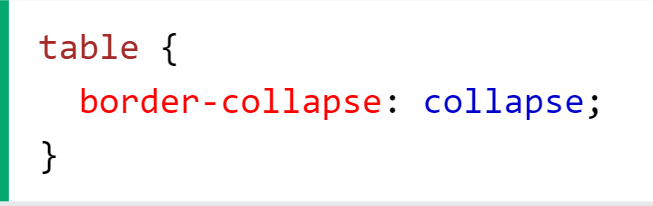 table {
  border-collapse: collapse;
}